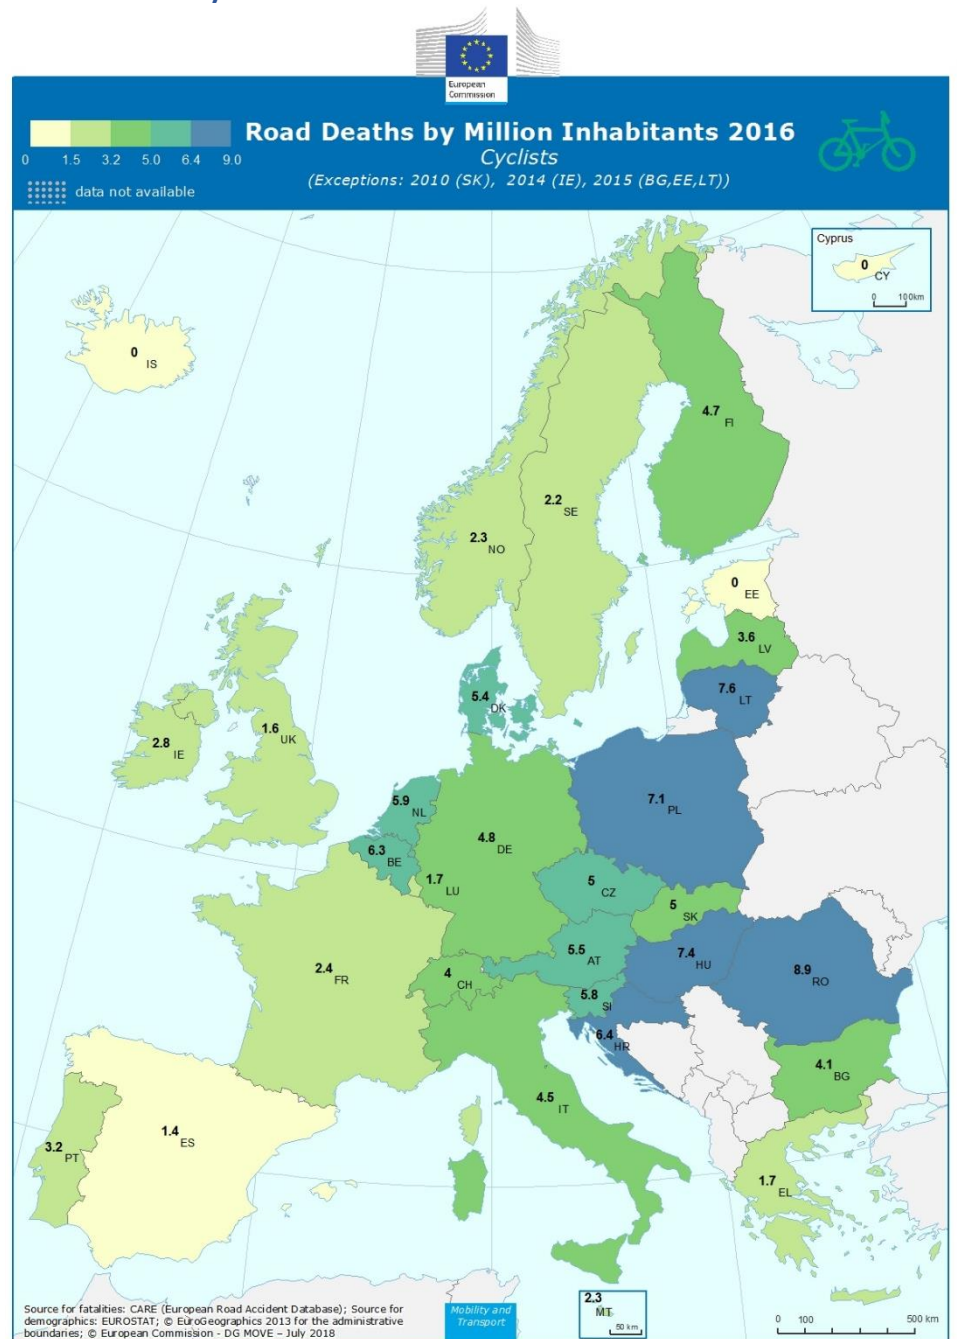 European
Commission
Road Deaths by Million Inhabitants 2016
Cyclists
(Exceptions: 2010 (SK), 2014 (IE), 2015 (BG,EE,LT))
0 1.5 3.2 5.0 6.4 9.0
data not available
Cyprus
0
CY
0 100km
0
IS
4.7
FI
2.2
SE
2.3
NO
0
EE
3.6
LV
7.6
LT
5.4
DK
2.8
IE
1.6
UK
5.9
NL
6.3
BE
4.8
DE
7.1
PL
1.7
LU
5
CZ
5
SK
5.5
AT
7.4
HU
8.9
RO
2.4
FR
4
CH
5.8
SI
6.4
HR
4.1
BG
4.5
IT
1.4
ES
3.2
PT
1.7
EL
2.3
MT
50 km
0 100 500 km
Mobility and
Transport
Source for fatalities: CARE (European Road Accident Database); Source for
demographics: EUROSTAT; © EuroGeographics 2013 for the administrative
boundaries; © European Commission - DG MOVE – July 2018